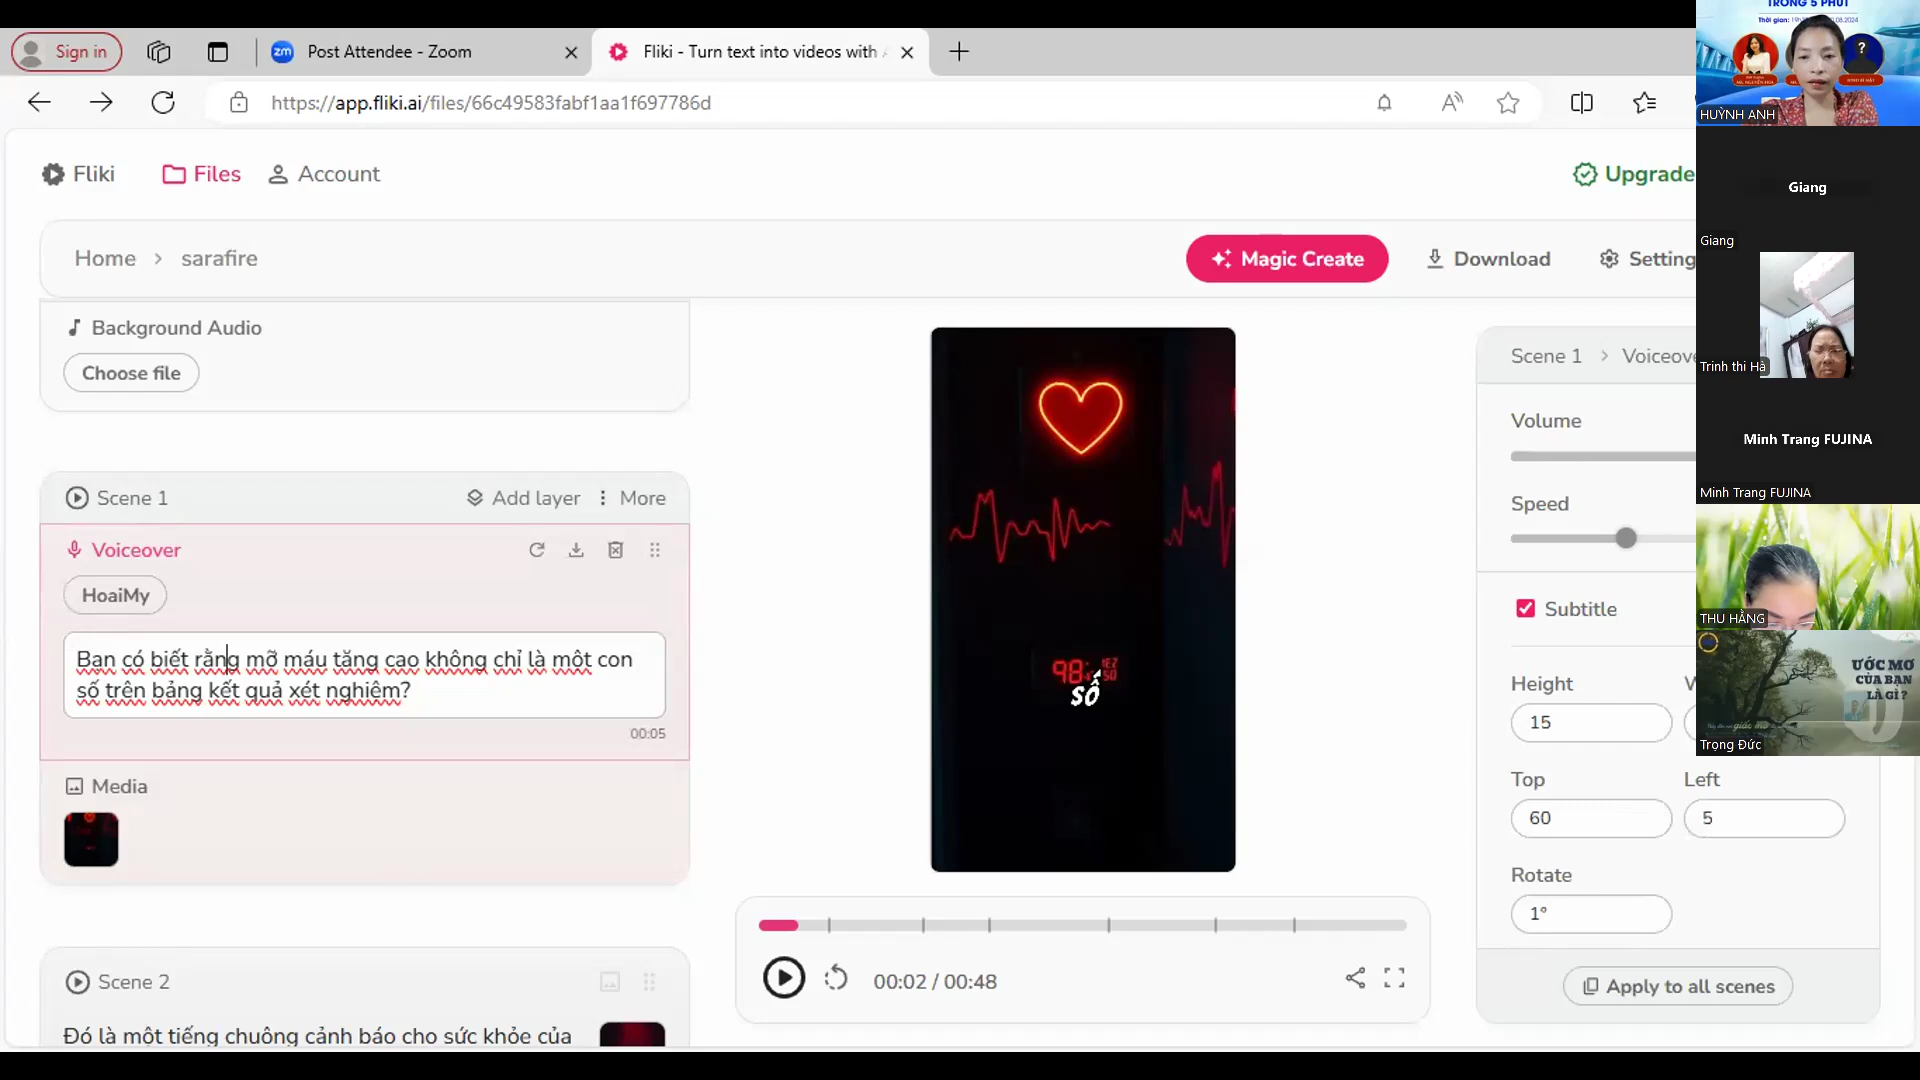 Sign in
zm
Post Attendee - Zoom
Fliki - Turn text into videos with
https://app.fliki.ai/files/66c49583fabf1aa1f697786d
Fliki
Files
Account
Upgrade
Home > sarafire
Magic Create
Download
Setting
Background Audio
Choose file
Scene 1
Add layer
More
Voiceover
HoaiMy
Bạn có biết rằng mỡ máu tăng cao không chỉ là một con
số trên bảng kết quả xét nghiệm?
00:05
Media
Scene 2
Đó là một tiếng chuông cảnh báo cho sức khỏe của
98
SỐ
00:02 / 00:48
Scene 1 > Voiceove
Volume
Speed
Subtitle
Height
15
Top
Left
60
5
Rotate
1°
Apply to all scenes
TRONG 5 PHÚT
HUỲNH ANH
Giang
Giang
Trinh thi Hà
Minh Trang FUJINA
Minh Trang FUJINA
THU HẰNG
ƯỚC MƠ
CỦA BẠN
LÀ GÌ ?
Trọng Đức